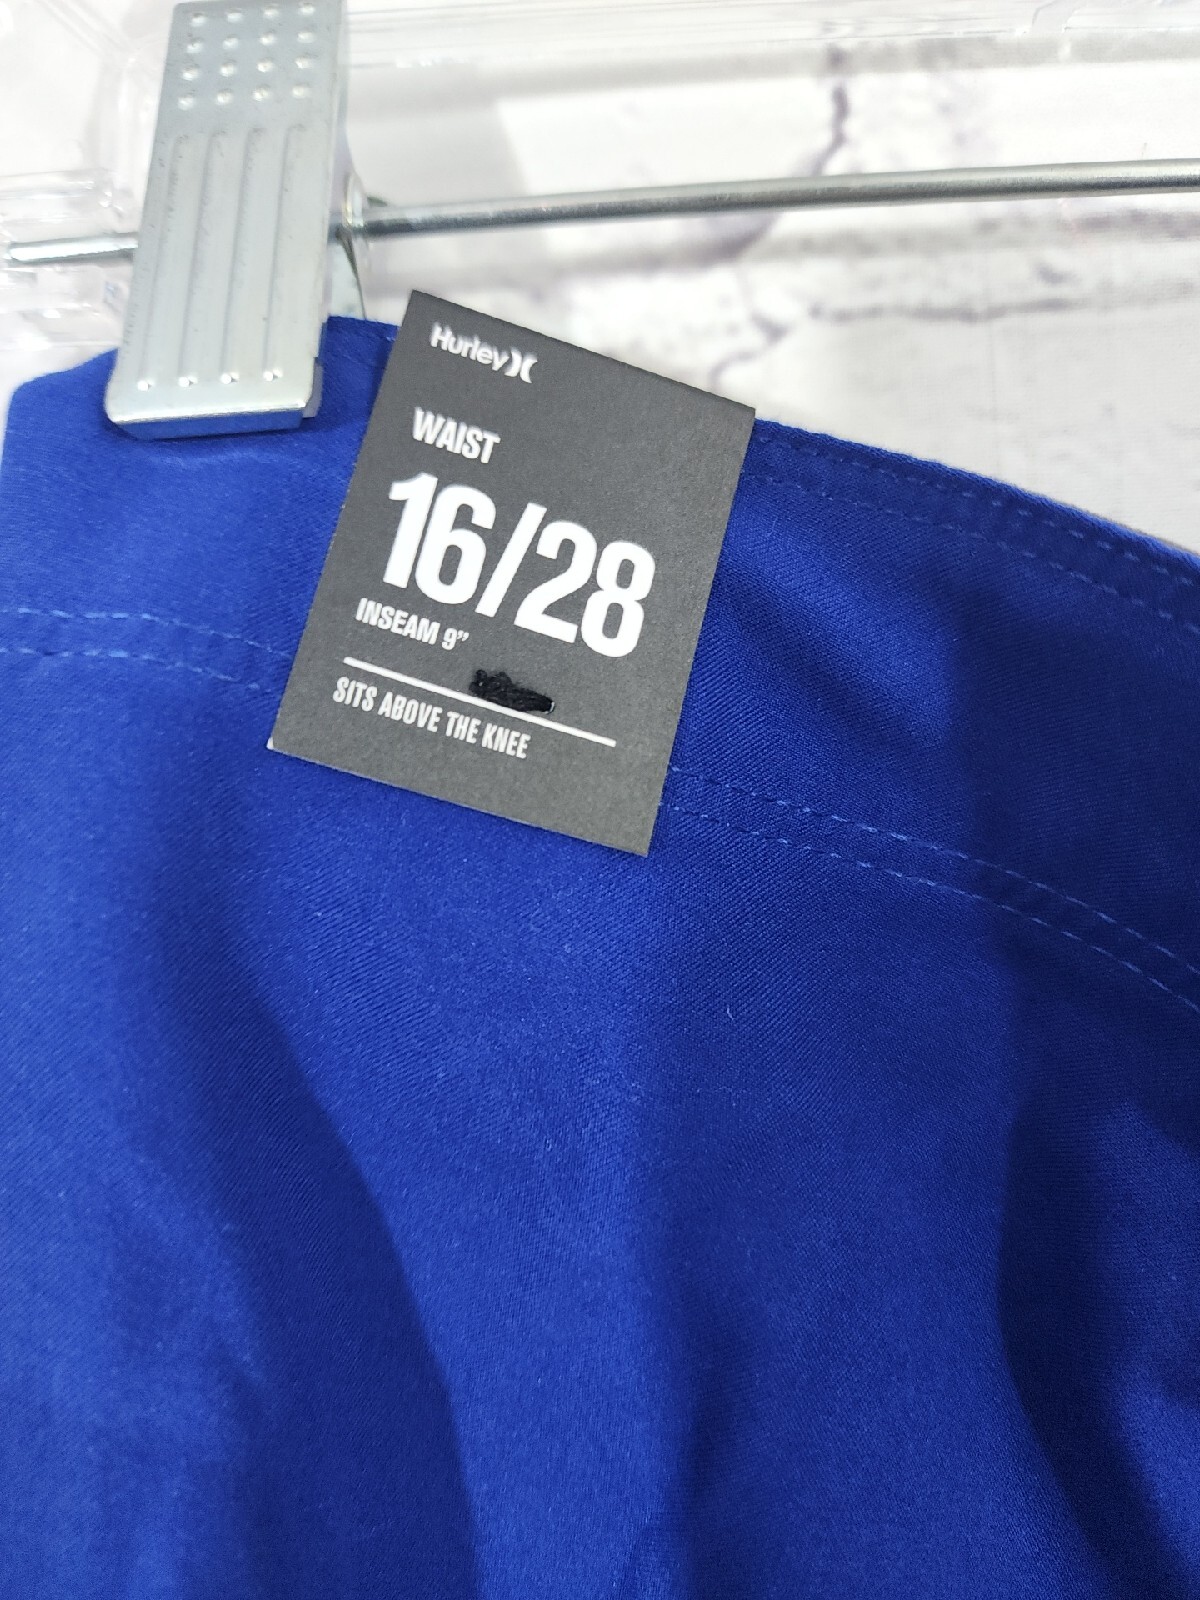 Hurley
WAIST
16/28
INSEAM 9”
SITS ABOVE THE KNEE